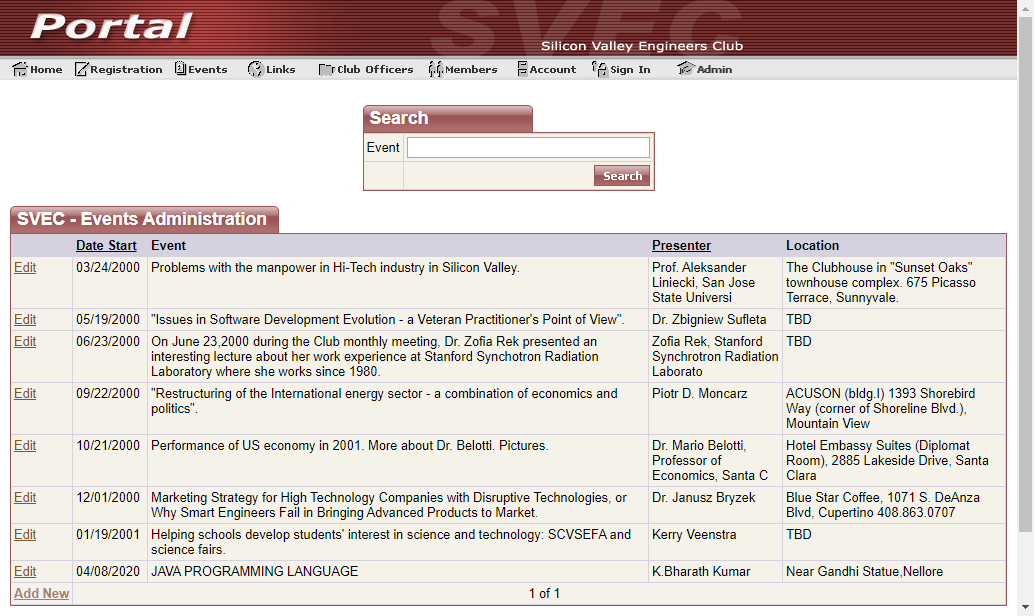 Portal
SVEC
Silicon Valley Engineers Club
Home Registration Events Links Club Officers Members Account Sign In Admin
Search
Event
Search
SVEC - Events Administration
Date Start Event Presenter Location
Edit 03/24/2000 Problems with the manpower in Hi-Tech industry in Silicon Valley. Prof. Aleksander The Clubhouse in "Sunset Oaks"
Liniecki, San Jose townhouse complex. 675 Picasso
State Universi Terrace, Sunnyvale.
Edit 05/19/2000 "Issues in Software Development Evolution - a Veteran Practitioner's Point of View". Dr. Zbigniew Sufleta TBD
Edit 06/23/2000 On June 23,2000 during the Club monthly meeting, Dr. Zofia Rek presented an Zofia Rek, Stanford TBD
interesting lecture about her work experience at Stanford Synchotron Radiation Synchrotron Radiation
Laboratory where she works since 1980. Laborato
Edit 09/22/2000 "Restructuring of the International energy sector - a combination of economics and Piotr D. Moncarz ACUSON (bldg.I) 1393 Shorebird
politics". Way (corner of Shoreline Blvd.),
Mountain View
Edit 10/21/2000 Performance of US economy in 2001. More about Dr. Belotti. Pictures. Dr. Mario Belotti, Hotel Embassy Suites (Diplomat
Professor of Room), 2885 Lakeside Drive, Santa
Economics, Santa C Clara
Edit 12/01/2000 Marketing Strategy for High Technology Companies with Disruptive Technologies, or Dr. Janusz Bryzek Blue Star Coffee, 1071 S. DeAnza
Why Smart Engineers Fail in Bringing Advanced Products to Market. Blvd, Cupertino 408.863.0707
Edit 01/19/2001 Helping schools develop students' interest in science and technology: SCVSEFA and Kerry Veenstra TBD
science fairs.
Edit 04/08/2020 JAVA PROGRAMMING LANGUAGE K.Bharath Kumar Near Gandhi Statue,Nellore
Add New 1 of 1